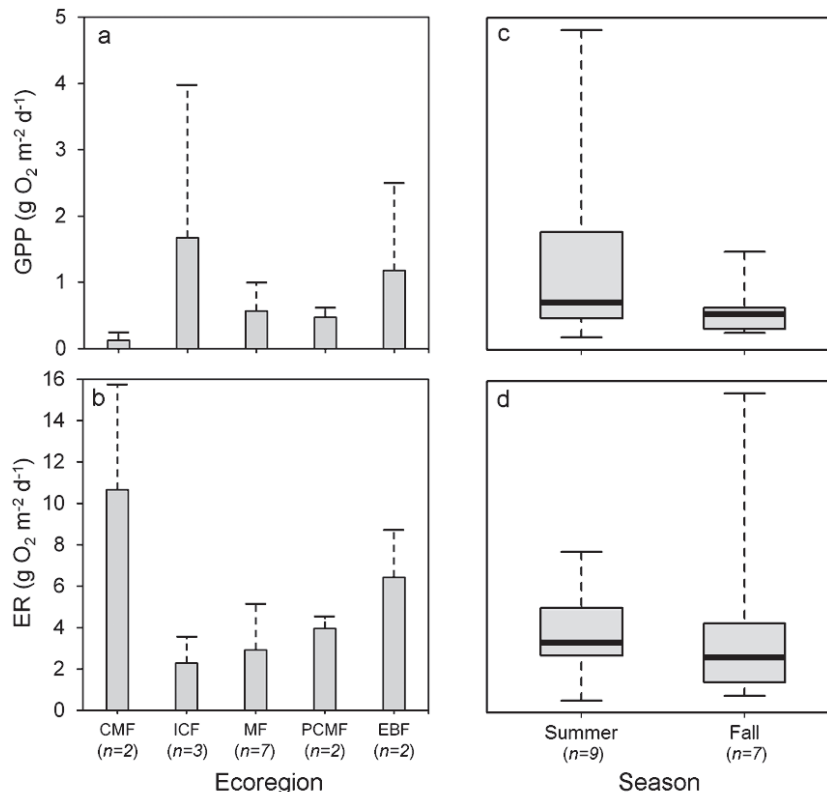 a
c
5
4
3
2
1
0
GPP (g O₂ m⁻² d⁻¹)
b
d
16
14
12
10
8
6
4
2
0
ER (g O₂ m⁻² d⁻¹)
CMF ICF MF PCMF EBF
(n=2) (n=3) (n=7) (n=2) (n=2)
Ecoregion
Summer Fall
(n=9) (n=7)
Season